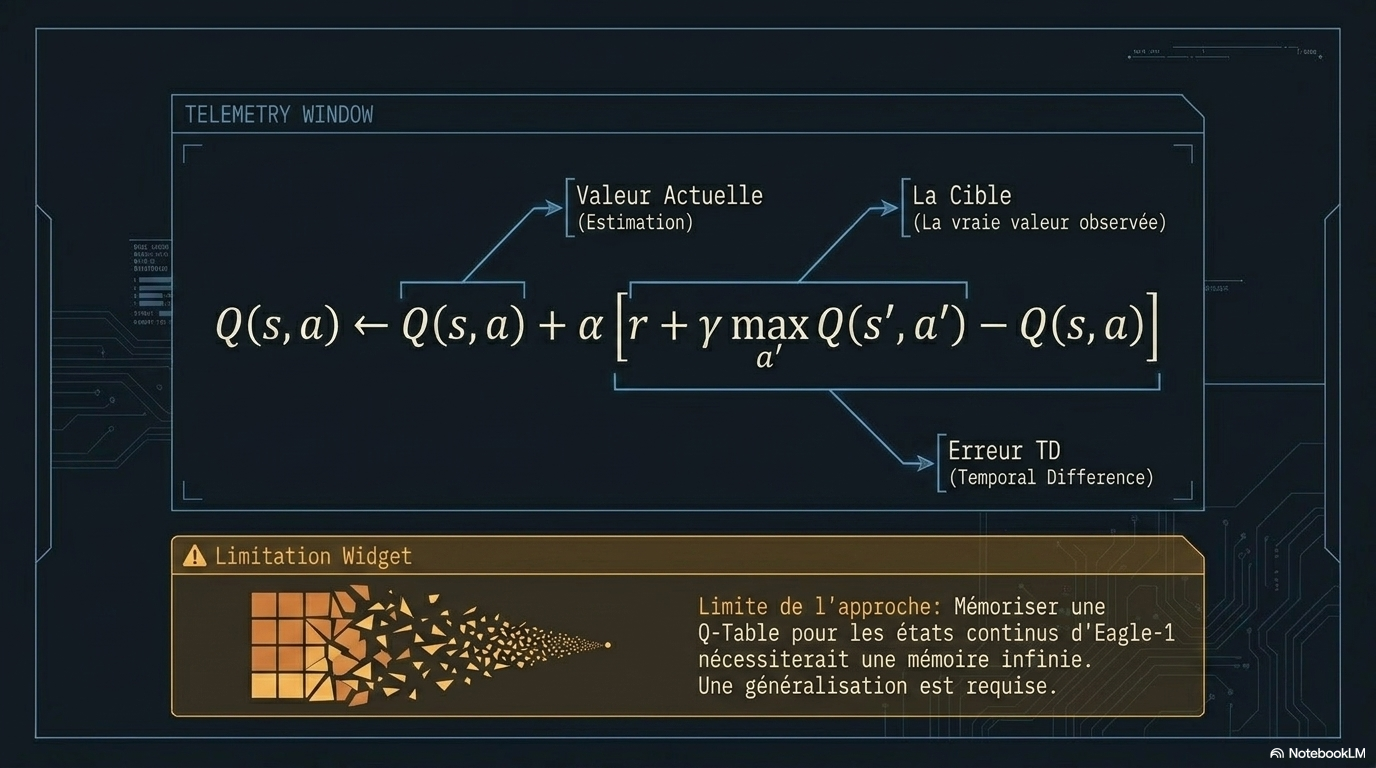 TELEMETRY WINDOW
Valeur Actuelle
(Estimation)
La Cible
(La vraie valeur observée)
Q(s, a) ← Q(s, a) + α [r + γ max Q(s′, a′) − Q(s, a)]
a′
Erreur TD
(Temporal Difference)
Limitation Widget
Limite de l'approche: Mémoriser une
Q-Table pour les états continus d'Eagle-1
nécessiterait une mémoire infinie.
Une généralisation est requise.
NotebookLM